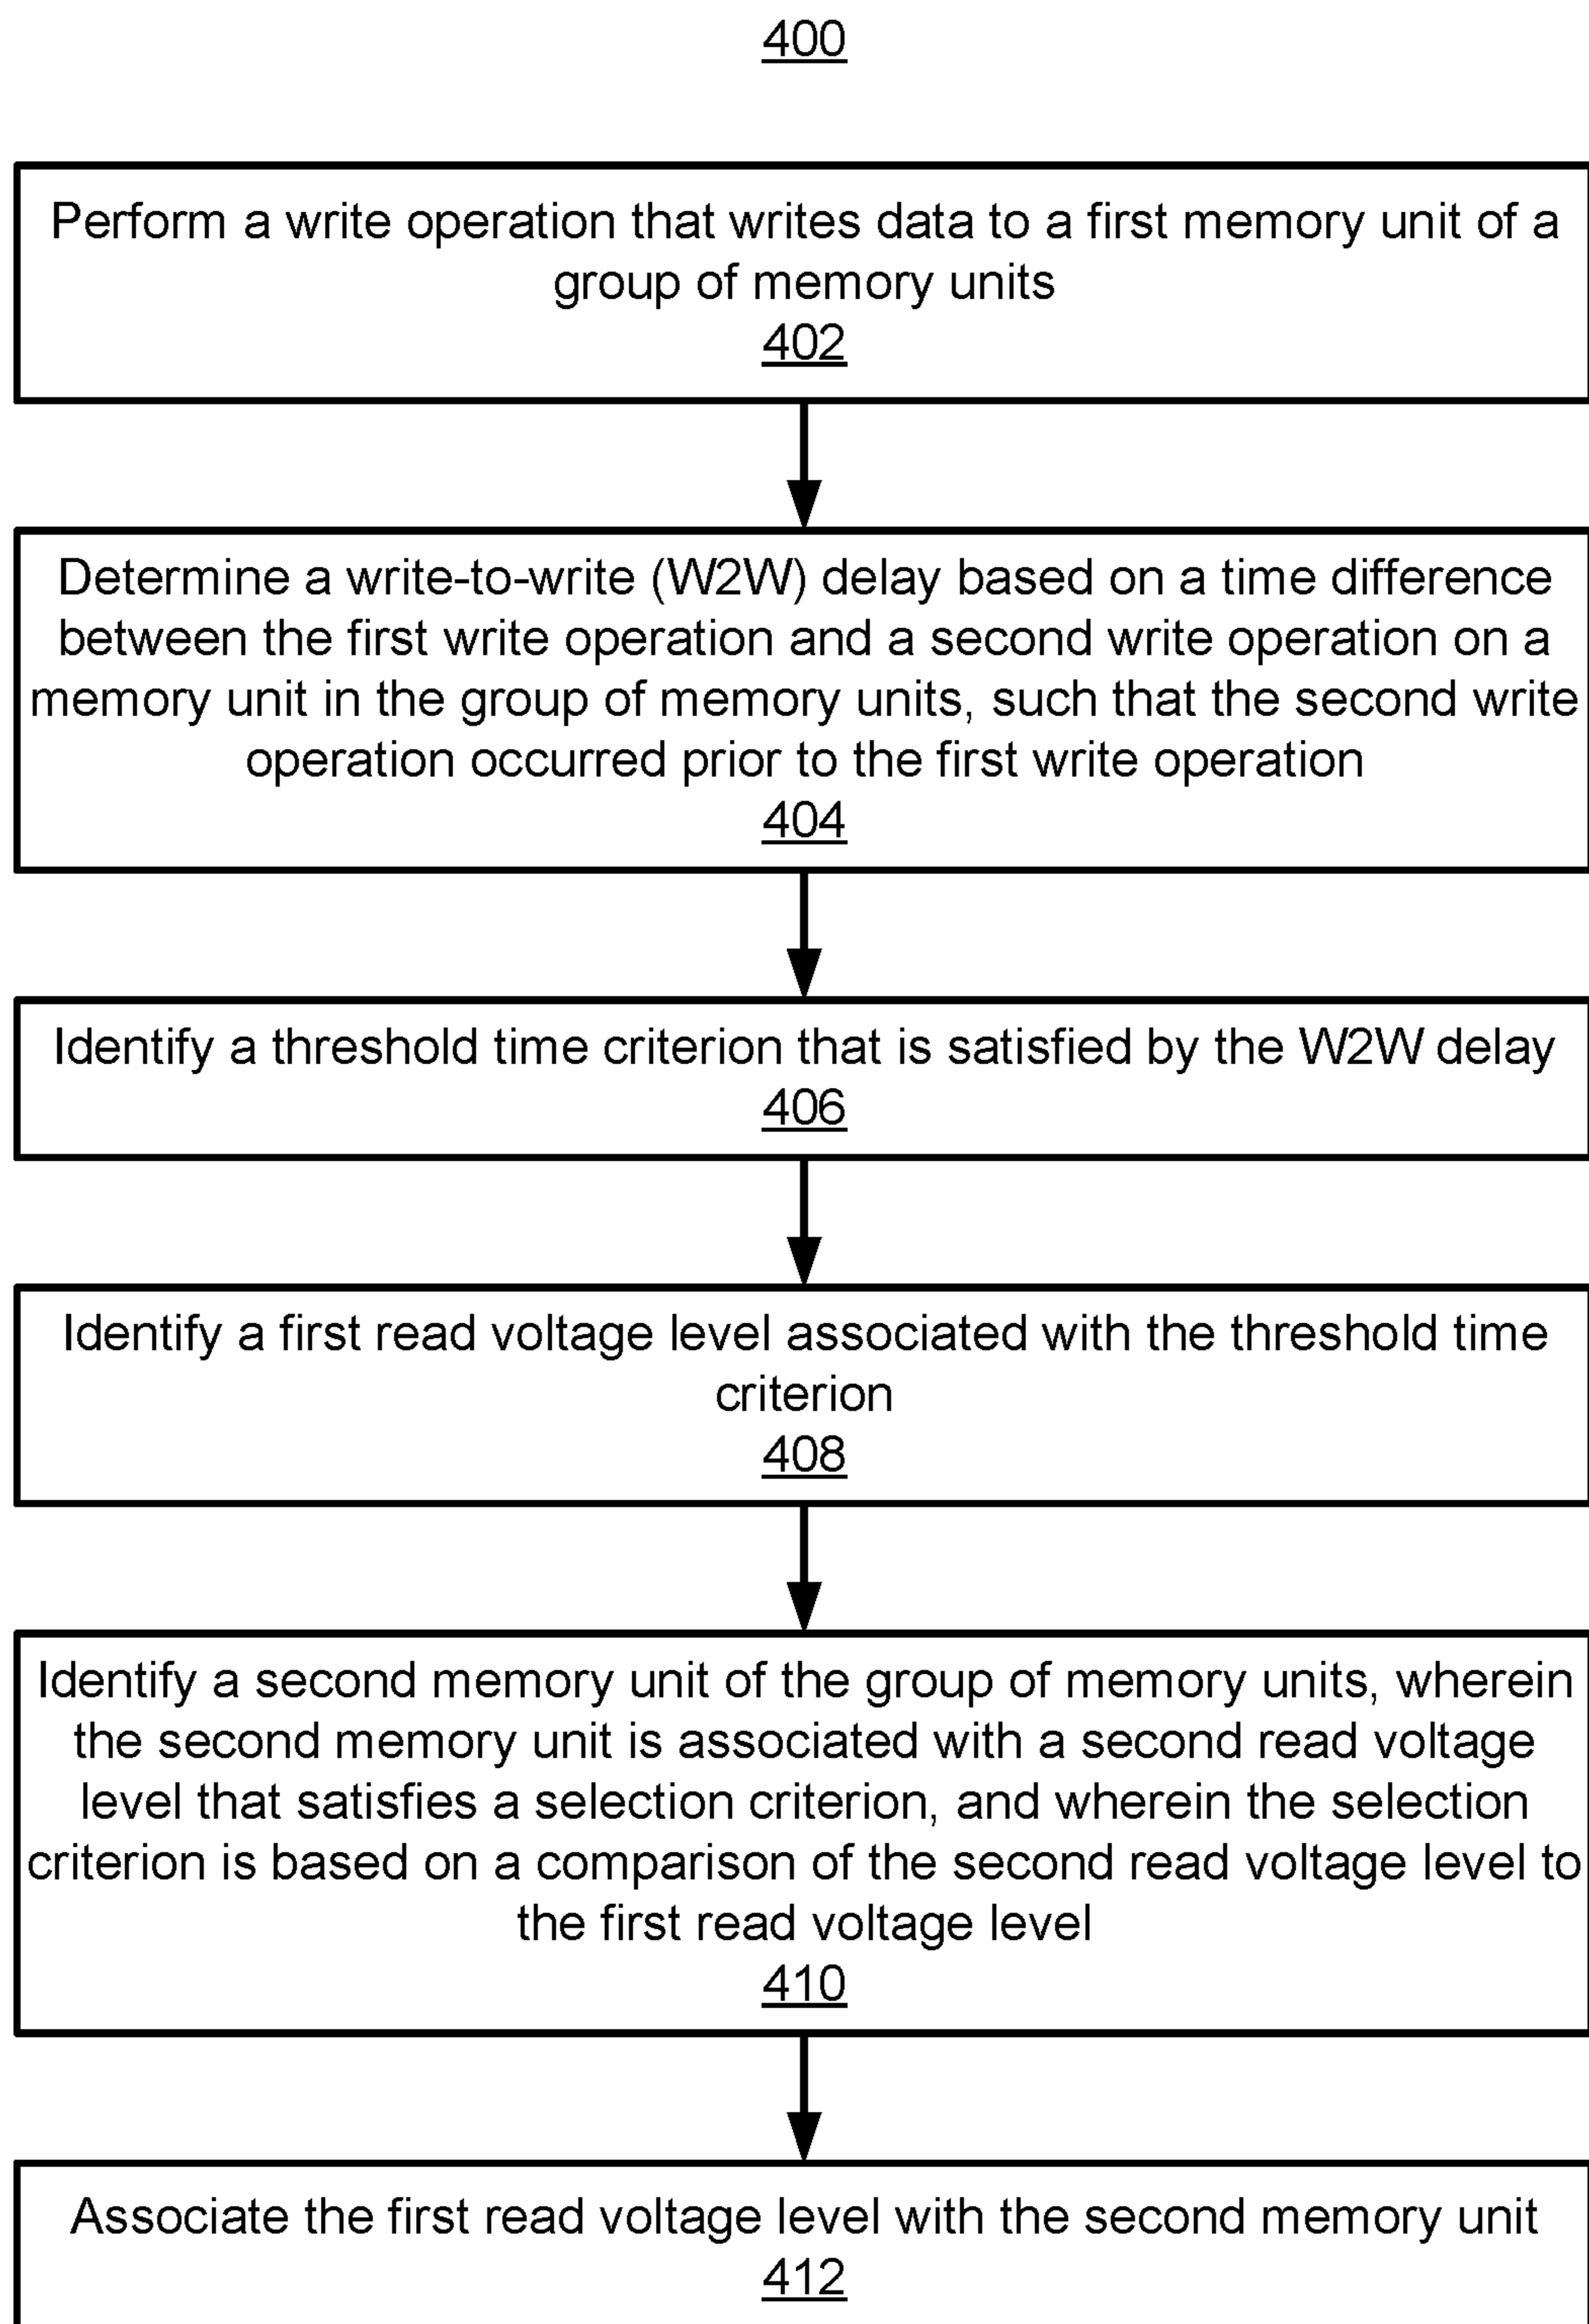 400
Perform a write operation that writes data to a first memory unit of a
group of memory units
402
Determine a write-to-write (W2W) delay based on a time difference
between the first write operation and a second write operation on a
memory unit in the group of memory units, such that the second write
operation occurred prior to the first write operation
404
Identify a threshold time criterion that is satisfied by the W2W delay
406
Identify a first read voltage level associated with the threshold time
criterion
408
Identify a second memory unit of the group of memory units, wherein
the second memory unit is associated with a second read voltage
level that satisfies a selection criterion, and wherein the selection
criterion is based on a comparison of the second read voltage level to
the first read voltage level
410
Associate the first read voltage level with the second memory unit
412